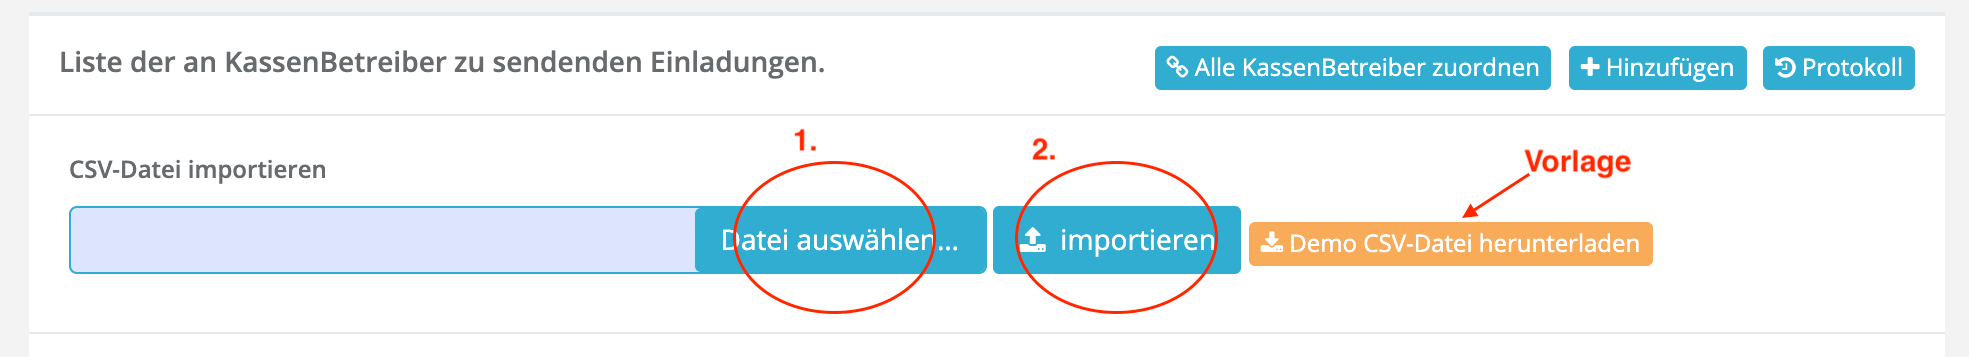 Liste der an KassenBetreiber zu sendenden Einladungen.
Alle KassenBetreiber zuordnen
Hinzufügen
Protokoll
1.
2.
Vorlage
CSV-Datei importieren
Datei auswählen...
importieren
Demo CSV-Datei herunterladen